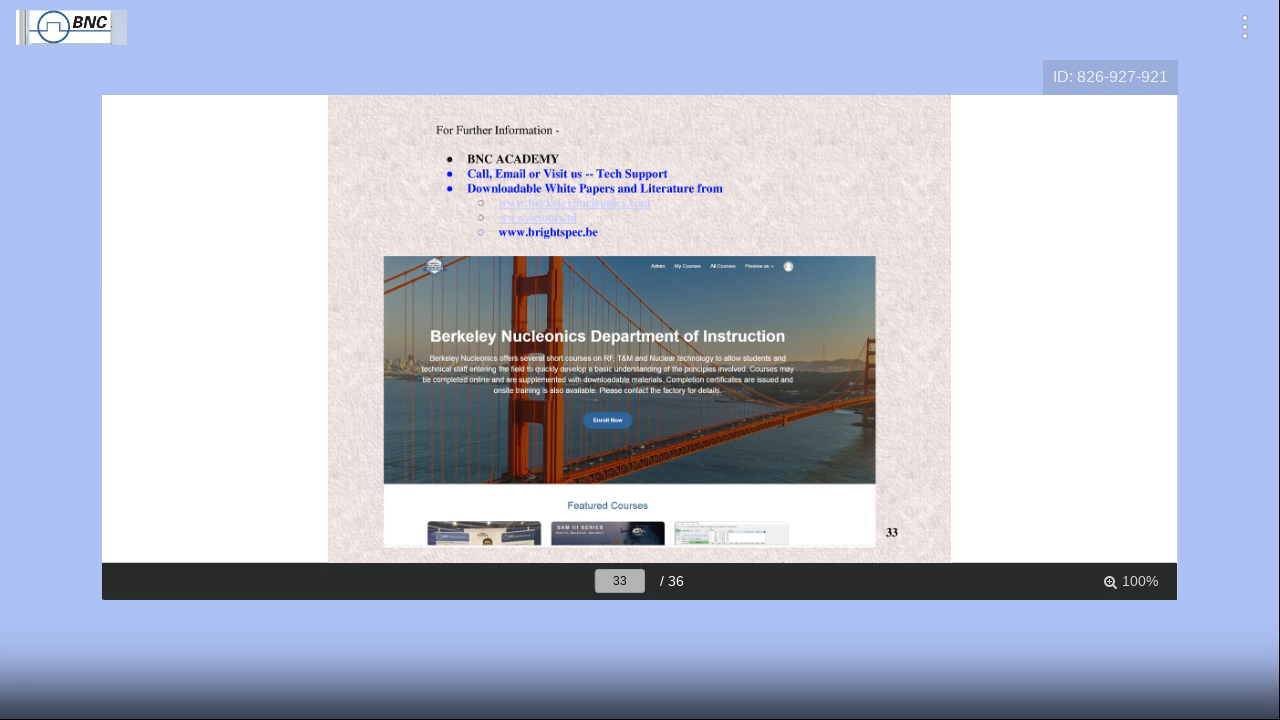 BNC
ID: 826-927-921
For Further Information -
● BNC ACADEMY
● Call, Email or Visit us -- Tech Support
● Downloadable White Papers and Literature from
○ www.berkeleynucleonics.com
○ www.brightspec.be
Admin My Courses All Courses Preview as
Berkeley Nucleonics Department of Instruction
Berkeley Nucleonics offers several short courses on RF, T&M and Nuclear technology to allow students and
technical staff entering the field to quickly develop a basic understanding of the principles involved. Courses may
be completed online and are supplemented with downloadable materials. Completion certificates are issued and
onsite training is also available. Please contact the factory for details.
Enroll Now
Featured Courses
SAM III SERIES
33
33 / 36
100%